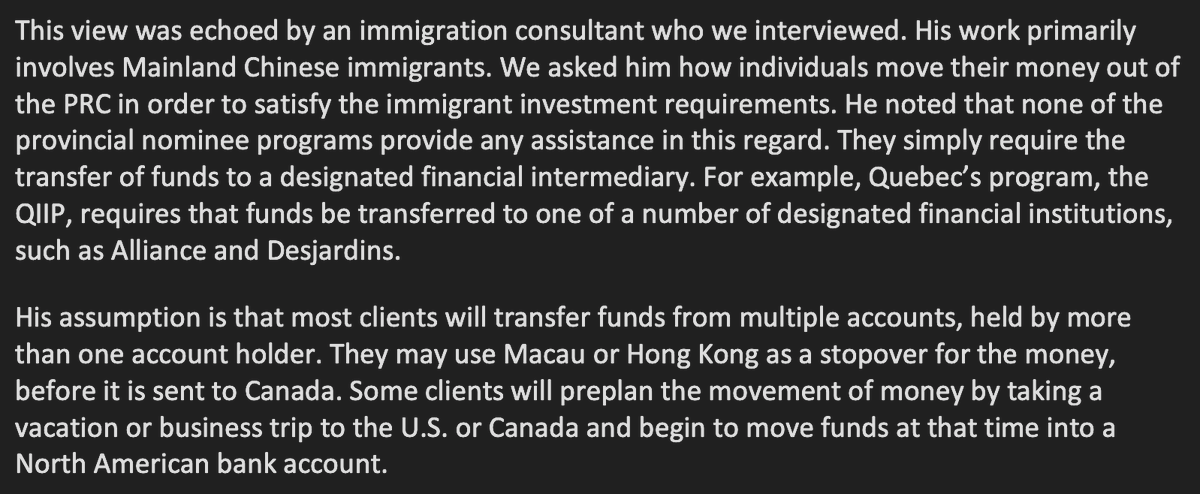 This view was echoed by an immigration consultant who we interviewed. His work primarily
involves Mainland Chinese immigrants. We asked him how individuals move their money out of
the PRC in order to satisfy the immigrant investment requirements. He noted that none of the
provincial nominee programs provide any assistance in this regard. They simply require the
transfer of funds to a designated financial intermediary. For example, Quebec’s program, the
QIIP, requires that funds be transferred to one of a number of designated financial institutions,
such as Alliance and Desjardins.
His assumption is that most clients will transfer funds from multiple accounts, held by more
than one account holder. They may use Macau or Hong Kong as a stopover for the money,
before it is sent to Canada. Some clients will preplan the movement of money by taking a
vacation or business trip to the U.S. or Canada and begin to move funds at that time into a
North American bank account.